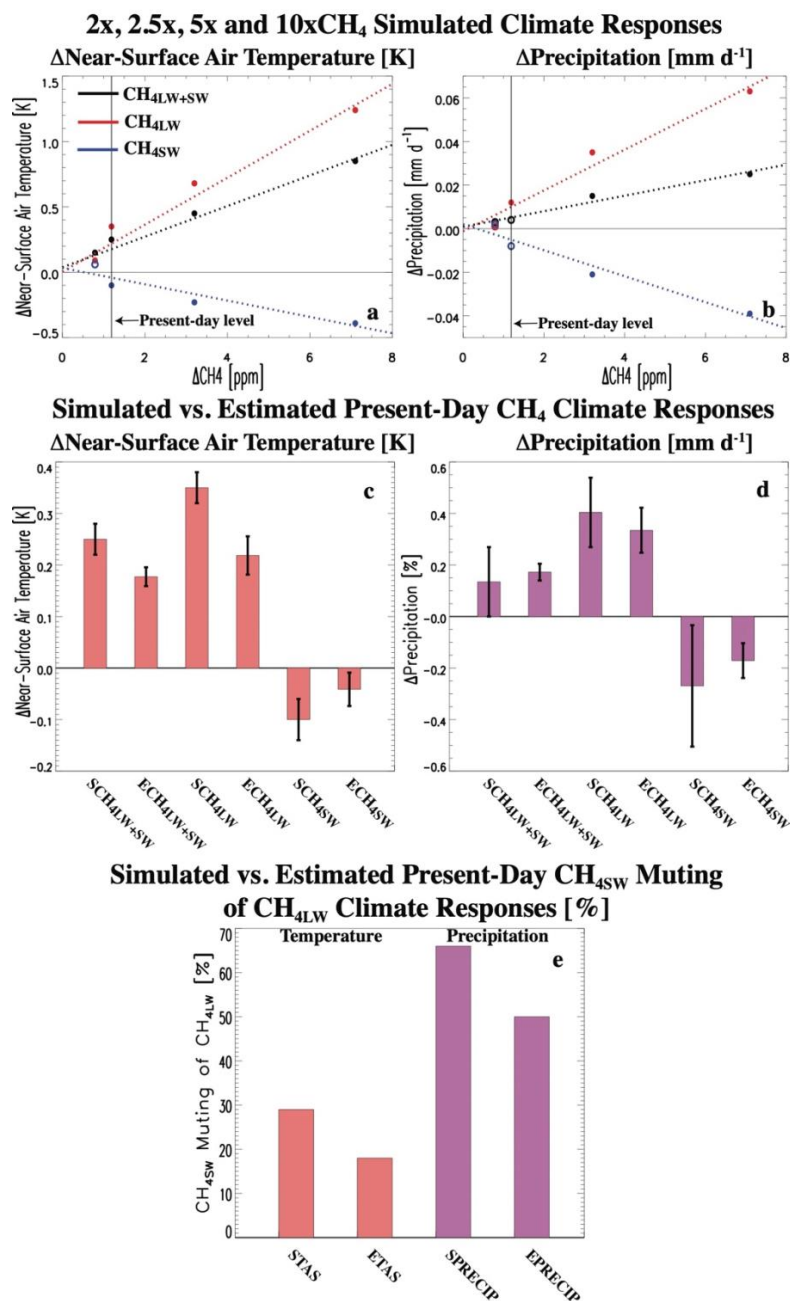 2x, 2.5x, 5x and 10xCH₄ Simulated Climate Responses
ΔNear-Surface Air Temperature [K]
ΔPrecipitation [mm d⁻¹]
ΔNear-Surface Air Temperature [K]
1.5
1.0
0.5
0.0
-0.5
CH₄LW+SW
CH₄LW
CH₄SW
Present-day level
a
0 2 4 6 8
ΔCH4 [ppm]
ΔPrecipitation [mm d⁻¹]
0.06
0.04
0.02
0.00
-0.02
-0.04
Present-day level
b
0 2 4 6 8
ΔCH4 [ppm]
Simulated vs. Estimated Present-Day CH₄ Climate Responses
ΔNear-Surface Air Temperature [K]
ΔPrecipitation [mm d⁻¹]
ΔNear-Surface Air Temperature [K]
0.4
0.3
0.2
0.1
0.0
-0.1
-0.2
c
SCH4LW+SW
ECH4LW+SW
SCH4LW
ECH4LW
SCH4SW
ECH4SW
ΔPrecipitation [%]
0.6
0.4
0.2
0.0
-0.2
-0.4
-0.6
d
SCH4LW+SW
ECH4LW+SW
SCH4LW
ECH4LW
SCH4SW
ECH4SW
Simulated vs. Estimated Present-Day CH₄SW Muting
of CH₄LW Climate Responses [%]
Temperature
Precipitation
e
CH₄SW Muting of CH₄LW [%]
70
60
50
40
30
20
10
0
STAS
ETAS
SPRECIP
EPRECIP